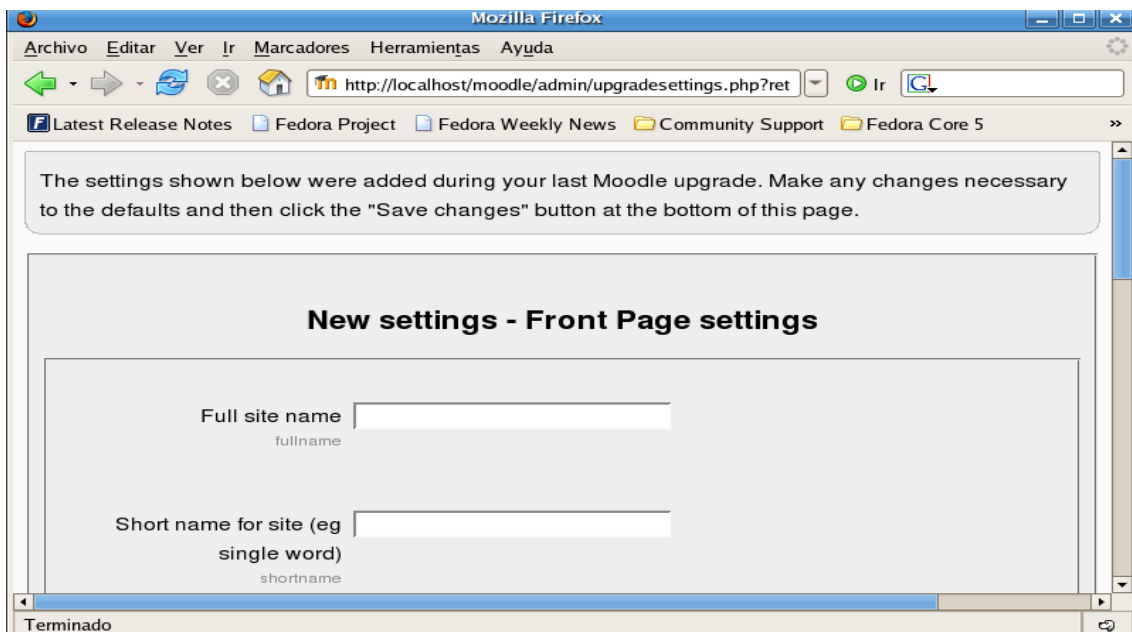 Mozilla Firefox
Archivo Editar Ver Ir Marcadores Herramientas Ayuda
http://localhost/moodle/admin/upgradesettings.php?ret Ir G
Latest Release Notes Fedora Project Fedora Weekly News Community Support Fedora Core 5 »
The settings shown below were added during your last Moodle upgrade. Make any changes necessary
to the defaults and then click the "Save changes" button at the bottom of this page.
New settings - Front Page settings
Full site name
fullname
Short name for site (eg
single word)
shortname
Terminado